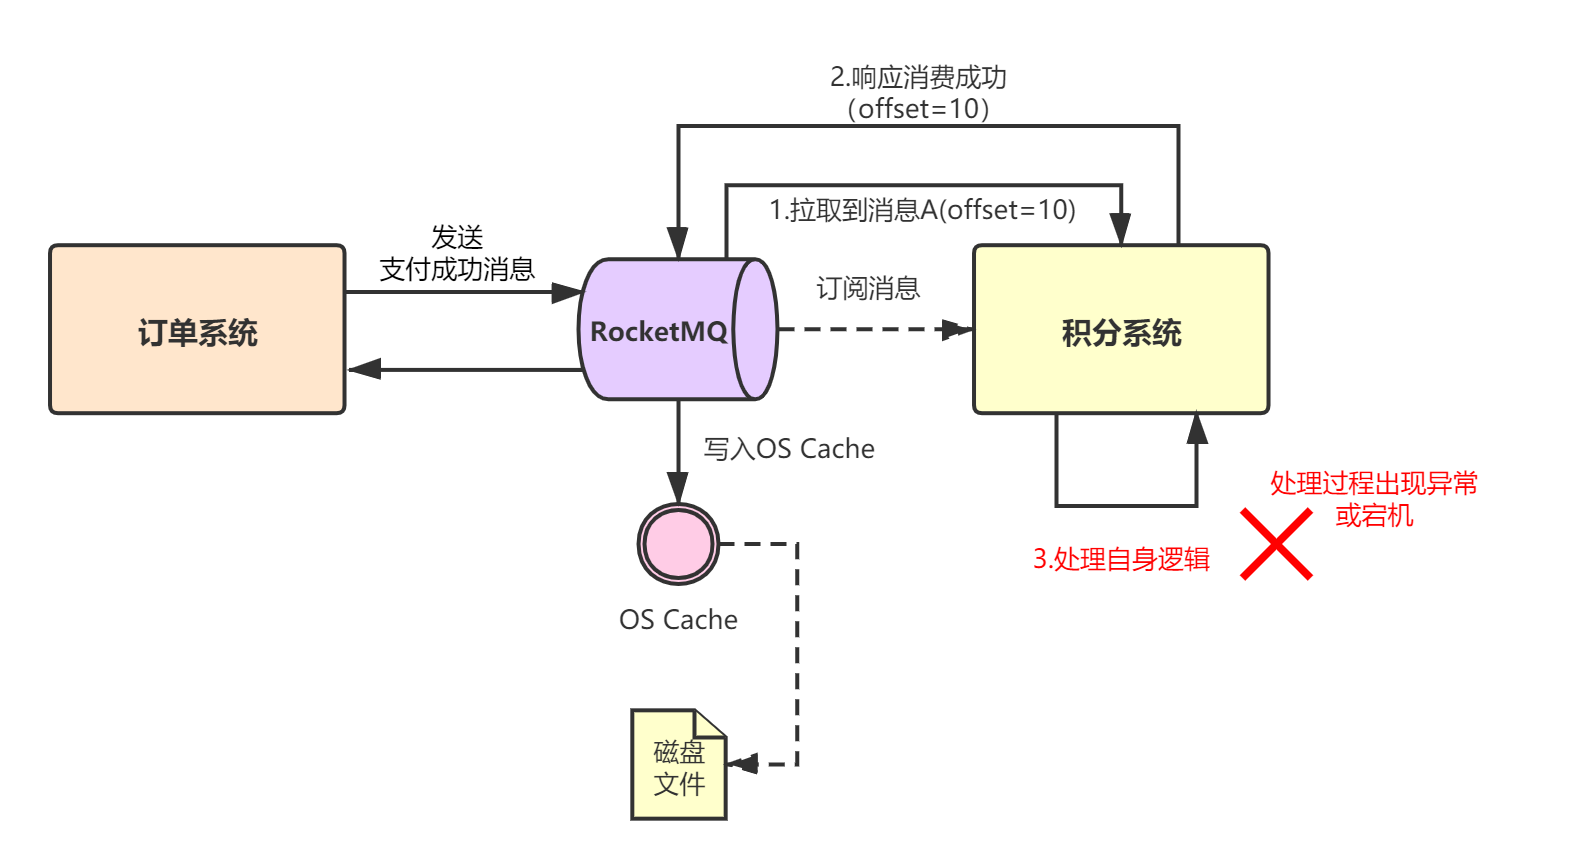 2.响应消费成功
（offset=10）
1.拉取到消息A(offset=10)
发送
支付成功消息
订阅消息
订单系统
RocketMQ
积分系统
写入OS Cache
处理过程出现异常
或宕机
3.处理自身逻辑
OS Cache
磁盘
文件